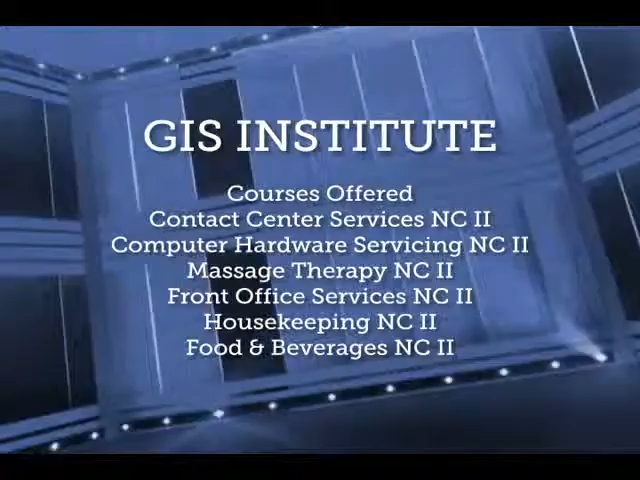 GIS INSTITUTE
Courses Offered
Contact Center Services NC II
Computer Hardware Servicing NC II
Massage Therapy NC II
Front Office Services NC II
Housekeeping NC II
Food & Beverages NC II